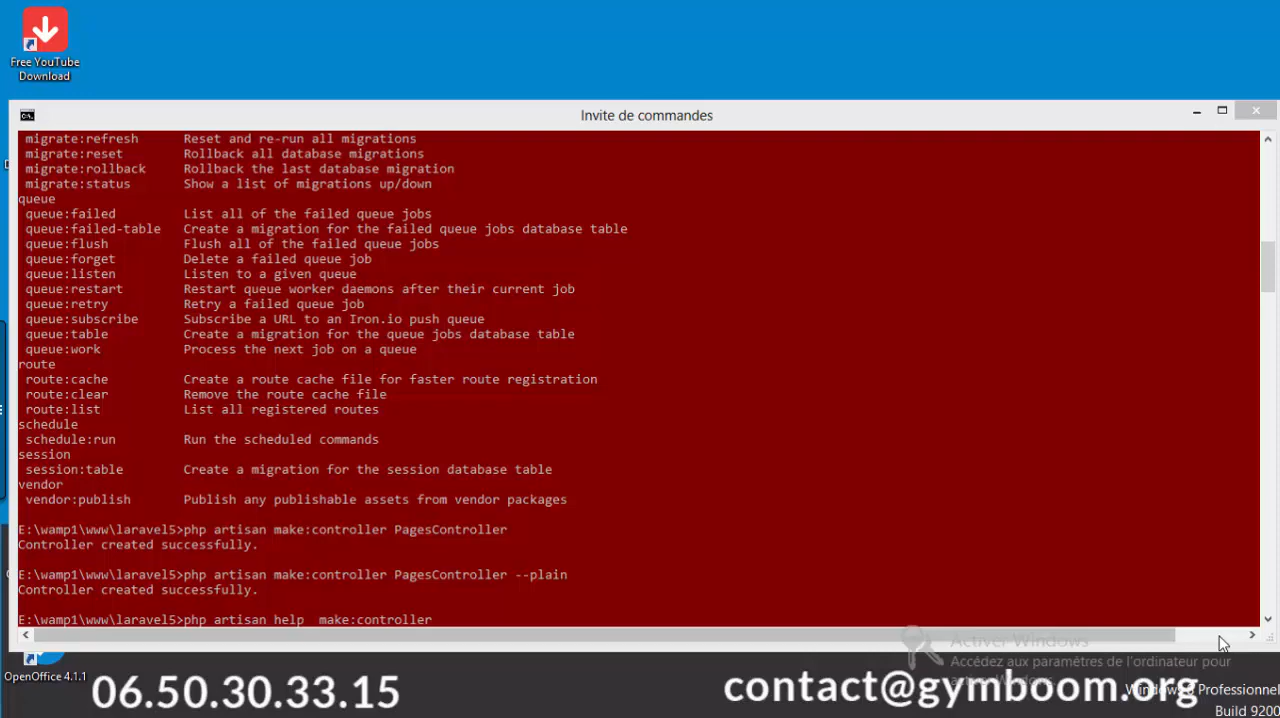 Free YouTube
Download
Invite de commandes
migrate:refresh Reset and re-run all migrations
migrate:reset Rollback all database migrations
migrate:rollback Rollback the last database migration
migrate:status Show a list of migrations up/down
queue
queue:failed List all of the failed queue jobs
queue:failed-table Create a migration for the failed queue jobs database table
queue:flush Flush all of the failed queue jobs
queue:forget Delete a failed queue job
queue:listen Listen to a given queue
queue:restart Restart queue worker daemons after their current job
queue:retry Retry a failed queue job
queue:subscribe Subscribe a URL to an Iron.io push queue
queue:table Create a migration for the queue jobs database table
queue:work Process the next job on a queue
route
route:cache Create a route cache file for faster route registration
route:clear Remove the route cache file
route:list List all registered routes
schedule
schedule:run Run the scheduled commands
session
session:table Create a migration for the session database table
vendor
vendor:publish Publish any publishable assets from vendor packages
E:\wamp1\www\laravel5>php artisan make:controller PagesController
Controller created successfully.
E:\wamp1\www\laravel5>php artisan make:controller PagesController --plain
Controller created successfully.
E:\wamp1\www\laravel5>php artisan help  make:controller
Activer Windows
Accédez aux paramètres de l'ordinateur pour
OpenOffice 4.1.1
06.50.30.33.15
contact@gymboom.org
Professionnel
Build 9200